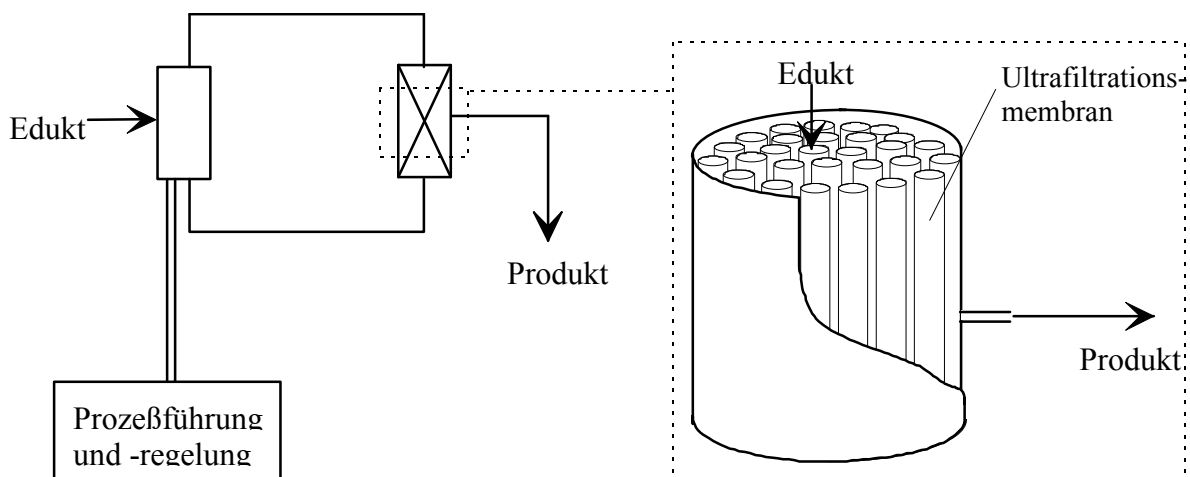 Edukt
Produkt
Prozeßführung
und -regelung
Edukt
Ultrafiltrations-
membran
Produkt